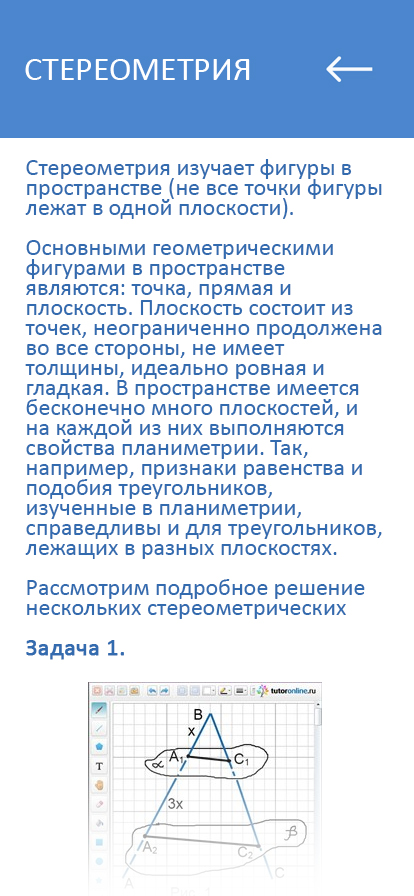 СТЕРЕОМЕТРИЯ
Стереометрия изучает фигуры в
пространстве (не все точки фигуры
лежат в одной плоскости).
Основными геометрическими
фигурами в пространстве
являются: точка, прямая и
плоскость. Плоскость состоит из
точек, неограниченно продолжена
во все стороны, не имеет
толщины, идеально ровная и
гладкая. В пространстве имеется
бесконечно много плоскостей, и
на каждой из них выполняются
свойства планиметрии. Так,
например, признаки равенства и
подобия треугольников,
изученные в планиметрии,
справедливы и для треугольников,
лежащих в разных плоскостях.
Рассмотрим подробное решение
нескольких стереометрических
Задача 1.
tutoronline.ru
B
x
α A₁ C₁
T
3x
β
A₂ C₂
A C
Рис. 1